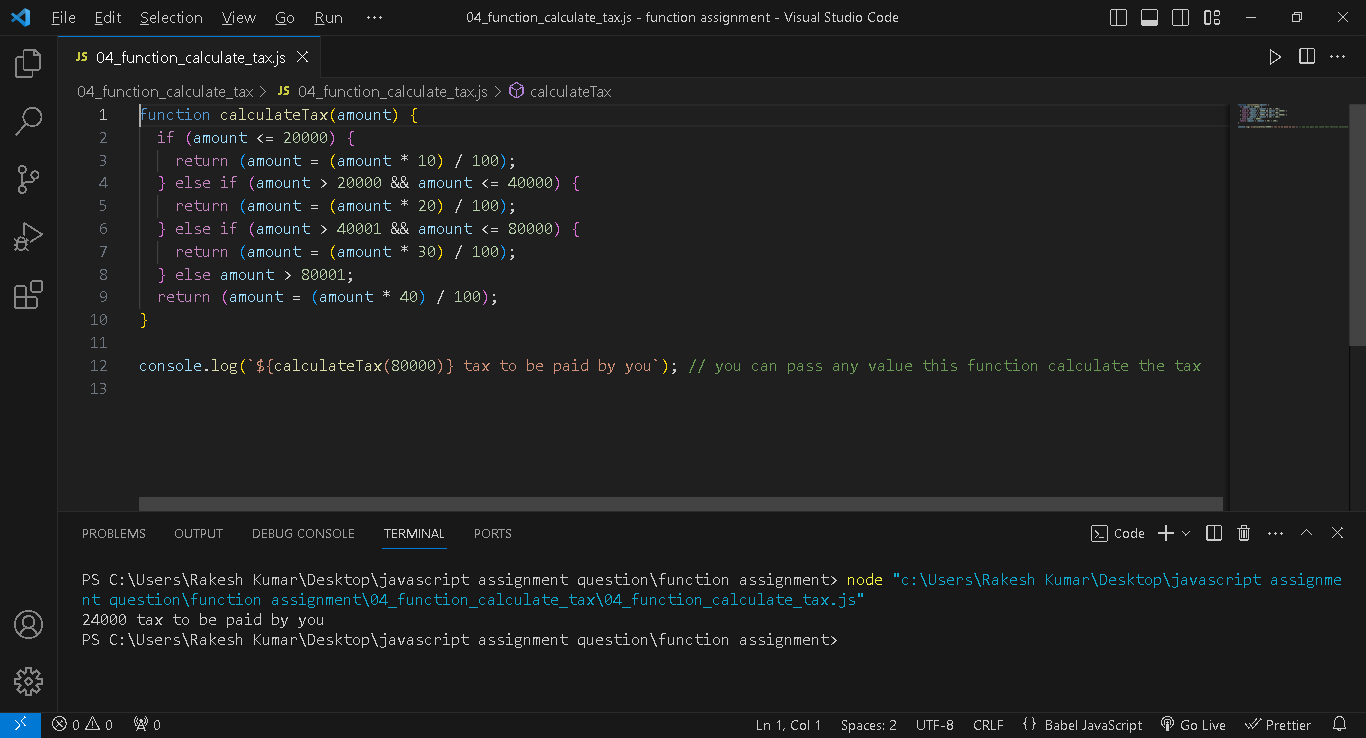 File Edit Selection View Go Run ··· 04_function_calculate_tax.js - function assignment - Visual Studio Code
JS 04_function_calculate_tax.js
04_function_calculate_tax > JS 04_function_calculate_tax.js > calculateTax
1 function calculateTax(amount) {
2 if (amount <= 20000) {
3 return (amount = (amount * 10) / 100);
4 } else if (amount > 20000 && amount <= 40000) {
5 return (amount = (amount * 20) / 100);
6 } else if (amount > 40001 && amount <= 80000) {
7 return (amount = (amount * 30) / 100);
8 } else amount > 80001;
9 return (amount = (amount * 40) / 100);
10 }
11
12 console.log(`${calculateTax(80000)} tax to be paid by you`); // you can pass any value this function calculate the tax
13
PROBLEMS OUTPUT DEBUG CONSOLE TERMINAL PORTS Code
PS C:\Users\Rakesh Kumar\Desktop\javascript assignment question\function assignment> node "c:\Users\Rakesh Kumar\Desktop\javascript assignme
nt question\function assignment\04_function_calculate_tax\04_function_calculate_tax.js"
24000 tax to be paid by you
PS C:\Users\Rakesh Kumar\Desktop\javascript assignment question\function assignment>
0 0 0 Ln 1, Col 1 Spaces: 2 UTF-8 CRLF {} Babel JavaScript Go Live Prettier